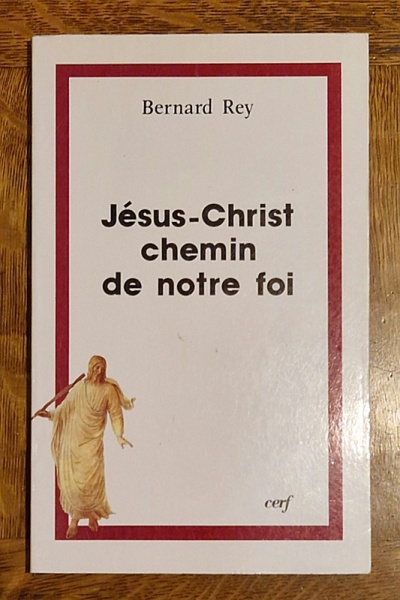 Bernard Rey
Jésus-Christ
chemin
de notre foi
cerf